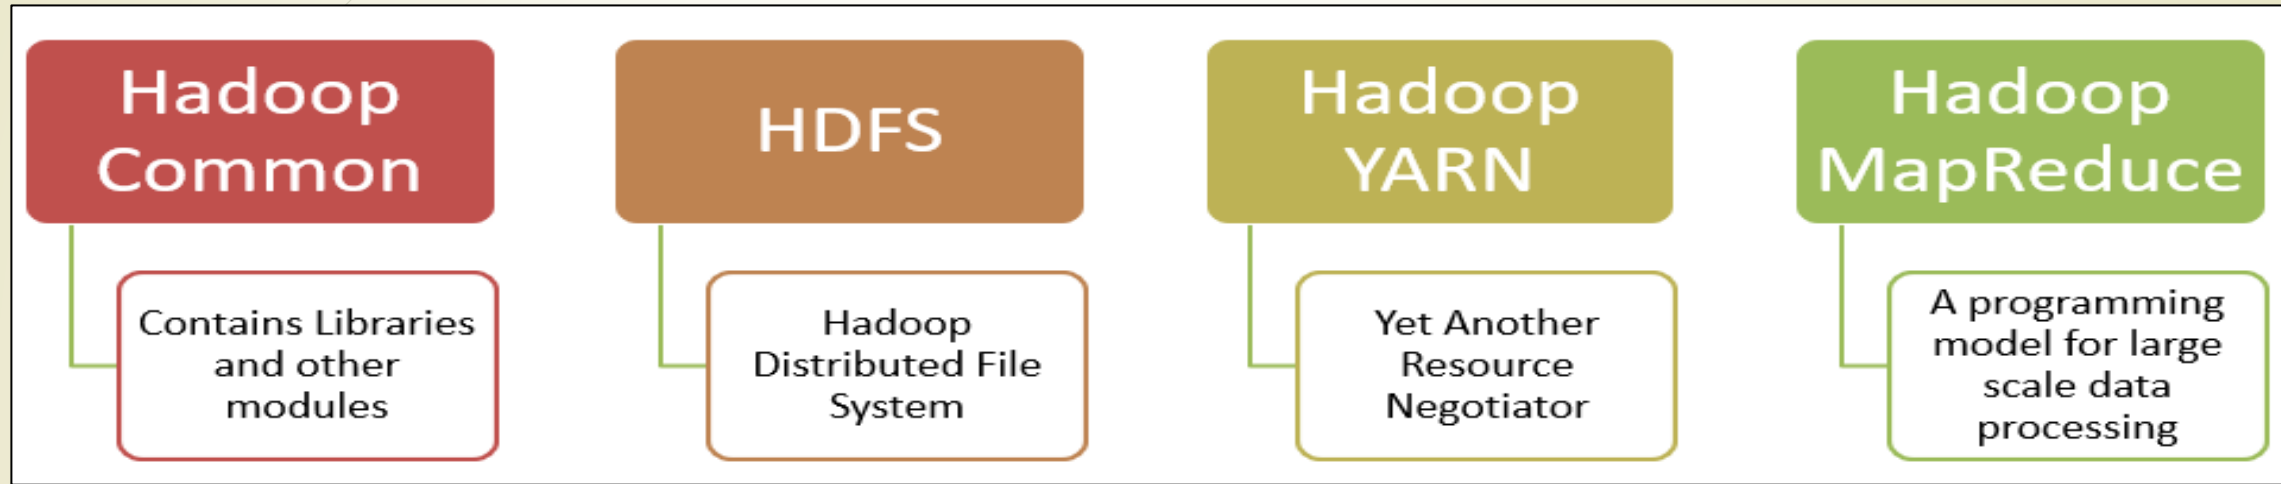 Hadoop
Common
HDFS
Hadoop
YARN
Hadoop
MapReduce
Contains Libraries
and other
modules
Hadoop
Distributed File
System
Yet Another
Resource
Negotiator
A programming
model for large
scale data
processing